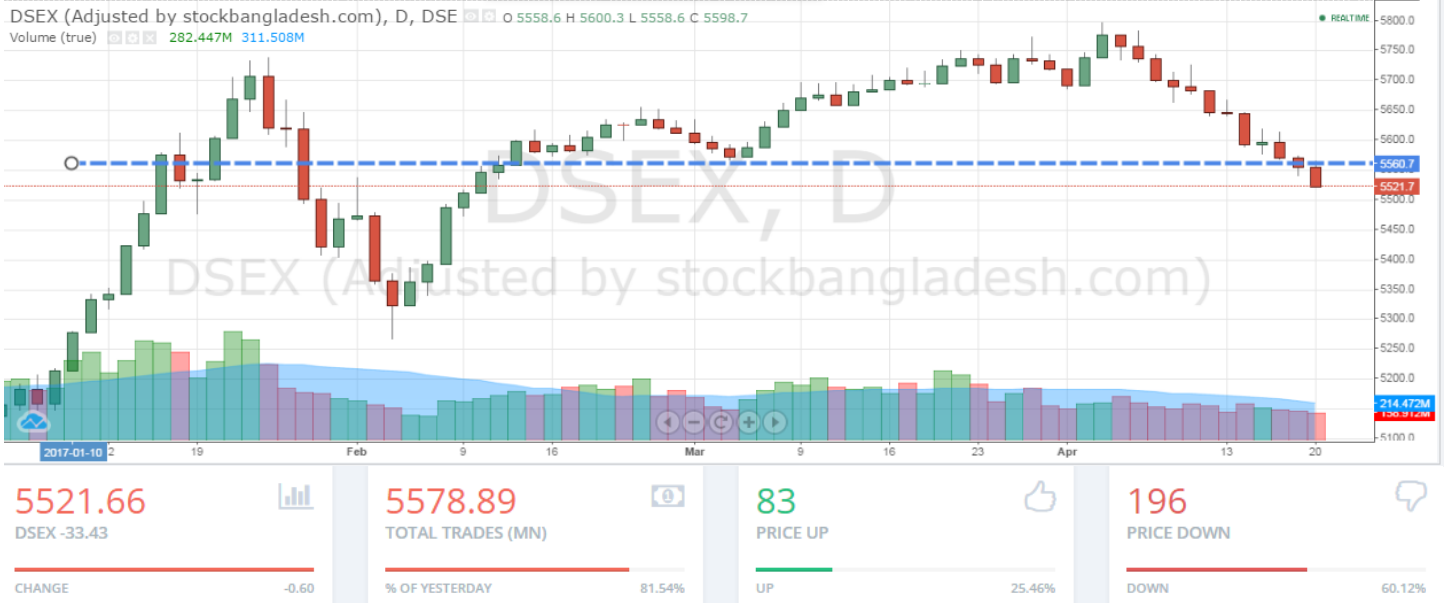 DSEX (Adjusted by stockbangladesh.com), D, DSE O 5558.6 H 5600.3 L 5558.6 C 5598.7
Volume (true) 282.447M 311.508M
REALTIME
DSEX, D
DSEX (Adjusted by stockbangladesh.com)
5800.0
5750.0
5700.0
5650.0
5600.0
5560.7
5521.7
5500.0
5450.0
5400.0
5350.0
5300.0
5250.0
5200.0
214.472M
158.912M
5100.0
2017-01-10 2 19 Feb 9 16 Mar 9 16 23 Apr 13 20
5521.66 5578.89 83 196
DSEX -33.43 TOTAL TRADES (MN) PRICE UP PRICE DOWN
CHANGE -0.60 % OF YESTERDAY 81.54% UP 25.46% DOWN 60.12%